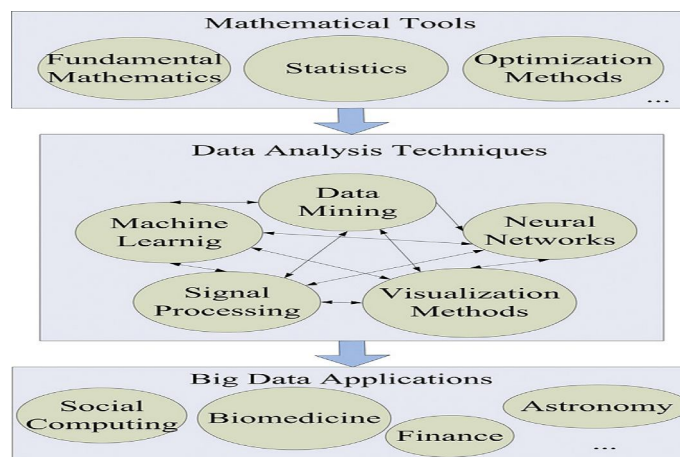 Mathematical Tools
Fundamental
Mathematics
Statistics
Optimization
Methods
...
Data Analysis Techniques
Data
Mining
Machine
Learnig
Neural
Networks
Signal
Processing
Visualization
Methods
Big Data Applications
Social
Computing
Biomedicine
Finance
Astronomy
...